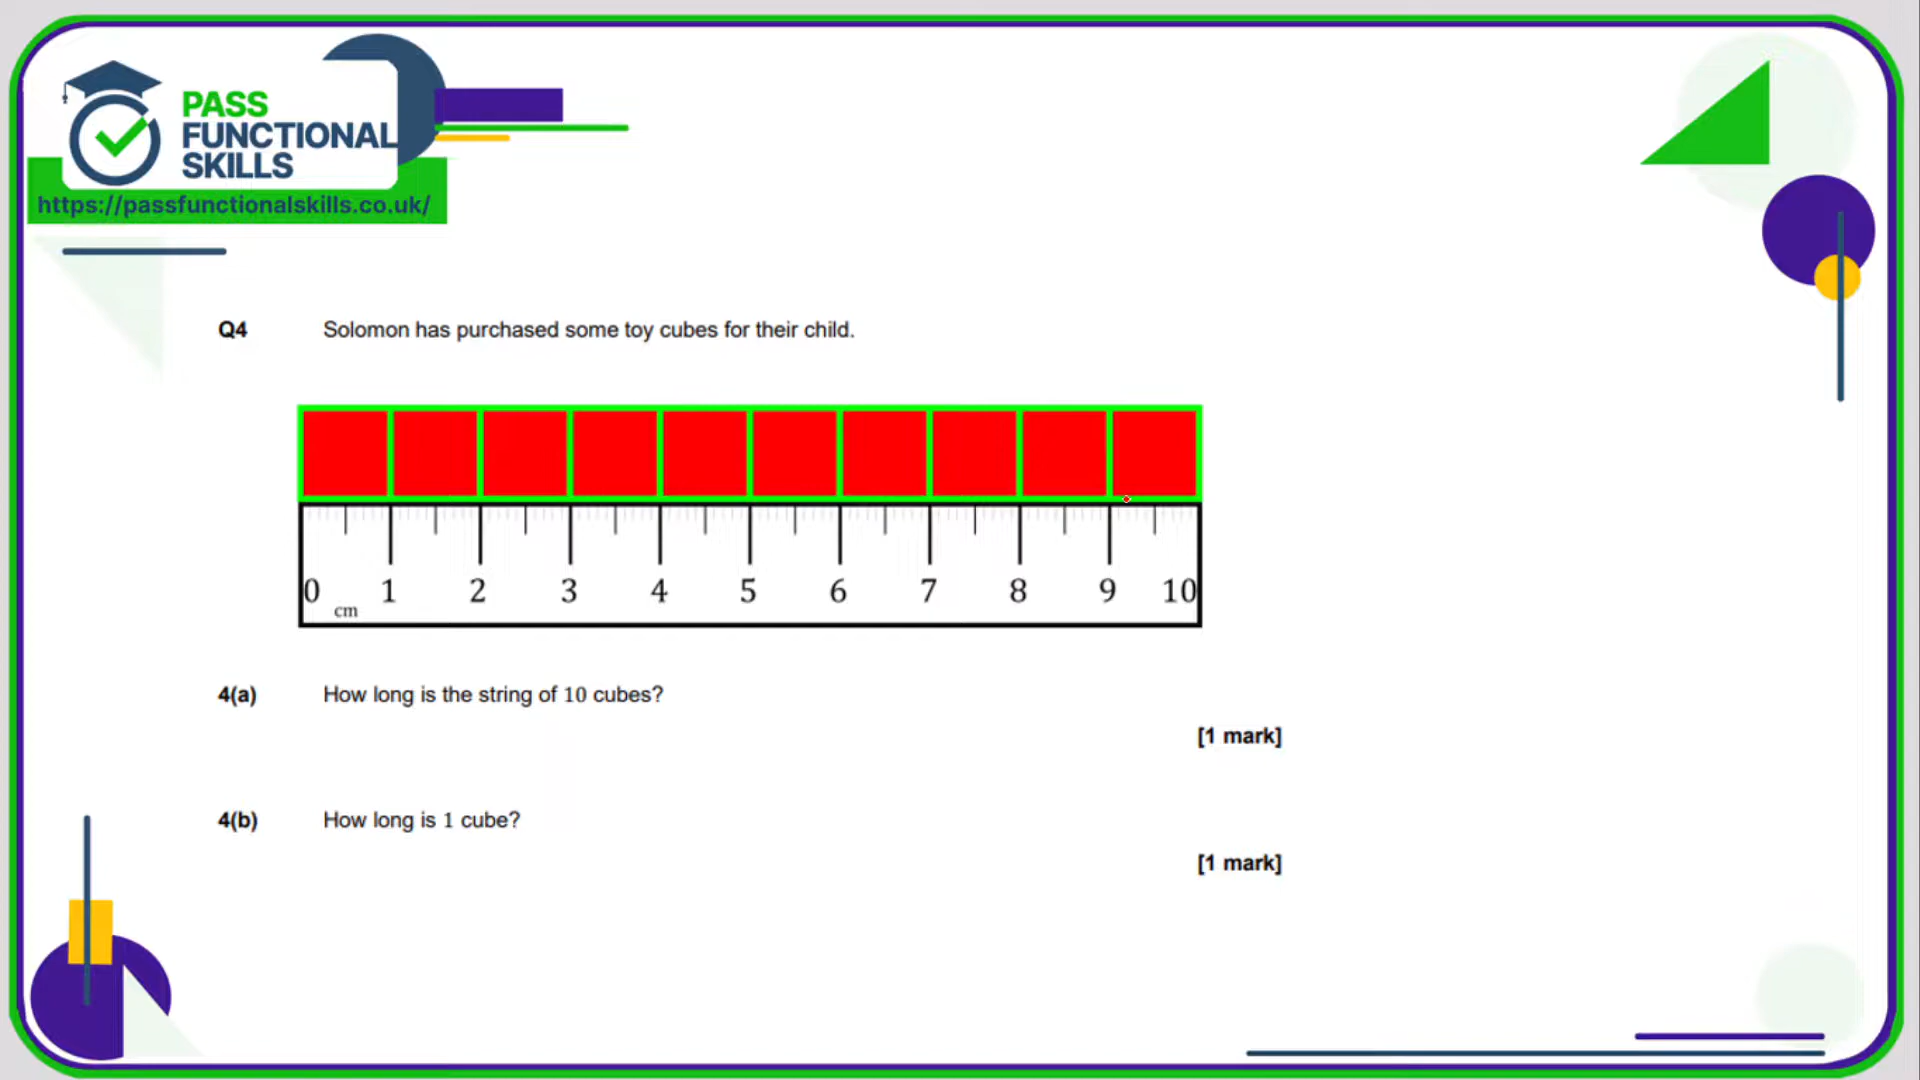 PASS
FUNCTIONAL
SKILLS
https://passfunctionalskills.co.uk/
Q4 Solomon has purchased some toy cubes for their child.
0 1 2 3 4 5 6 7 8 9 10
cm
4(a) How long is the string of 10 cubes?
[1 mark]
4(b) How long is 1 cube?
[1 mark]